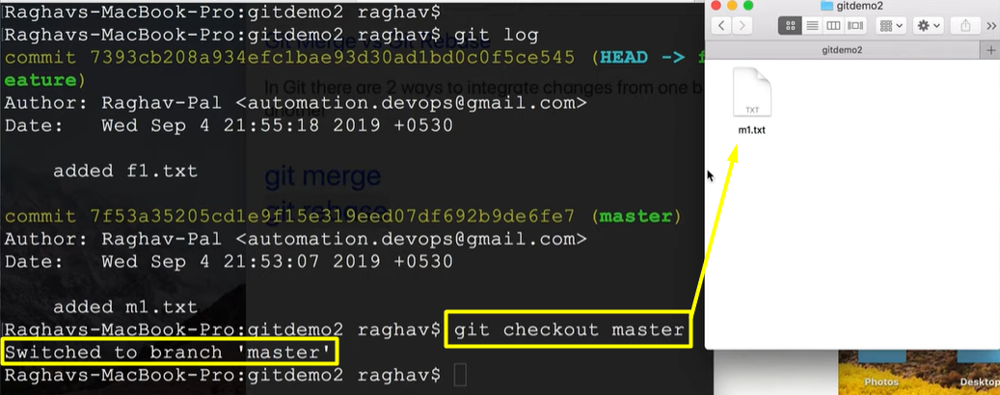 Raghavs-MacBook-Pro:gitdemo2 raghav$
Raghavs-MacBook-Pro:gitdemo2 raghav$ git log
commit 7393cb208a934efc1bae93d30ad1bd0c0f5ce545 (HEAD -> f
eature)
Author: Raghav-Pal <automation.devops@gmail.com>
Date:   Wed Sep 4 21:55:18 2019 +0530
added f1.txt
commit 7f53a35205cd1e9f15e319eed07df692b9de6fe7 (master)
Author: Raghav-Pal <automation.devops@gmail.com>
Date:   Wed Sep 4 21:53:07 2019 +0530
added m1.txt
Raghavs-MacBook-Pro:gitdemo2 raghav$ git checkout master
Switched to branch 'master'
Raghavs-MacBook-Pro:gitdemo2 raghav$
Git Merge vs Git Rebase
In Git there are 2 ways to integrate changes from one b
another
git merge
git rebase
gitdemo2
gitdemo2
TXT
m1.txt
Photos
Deskto